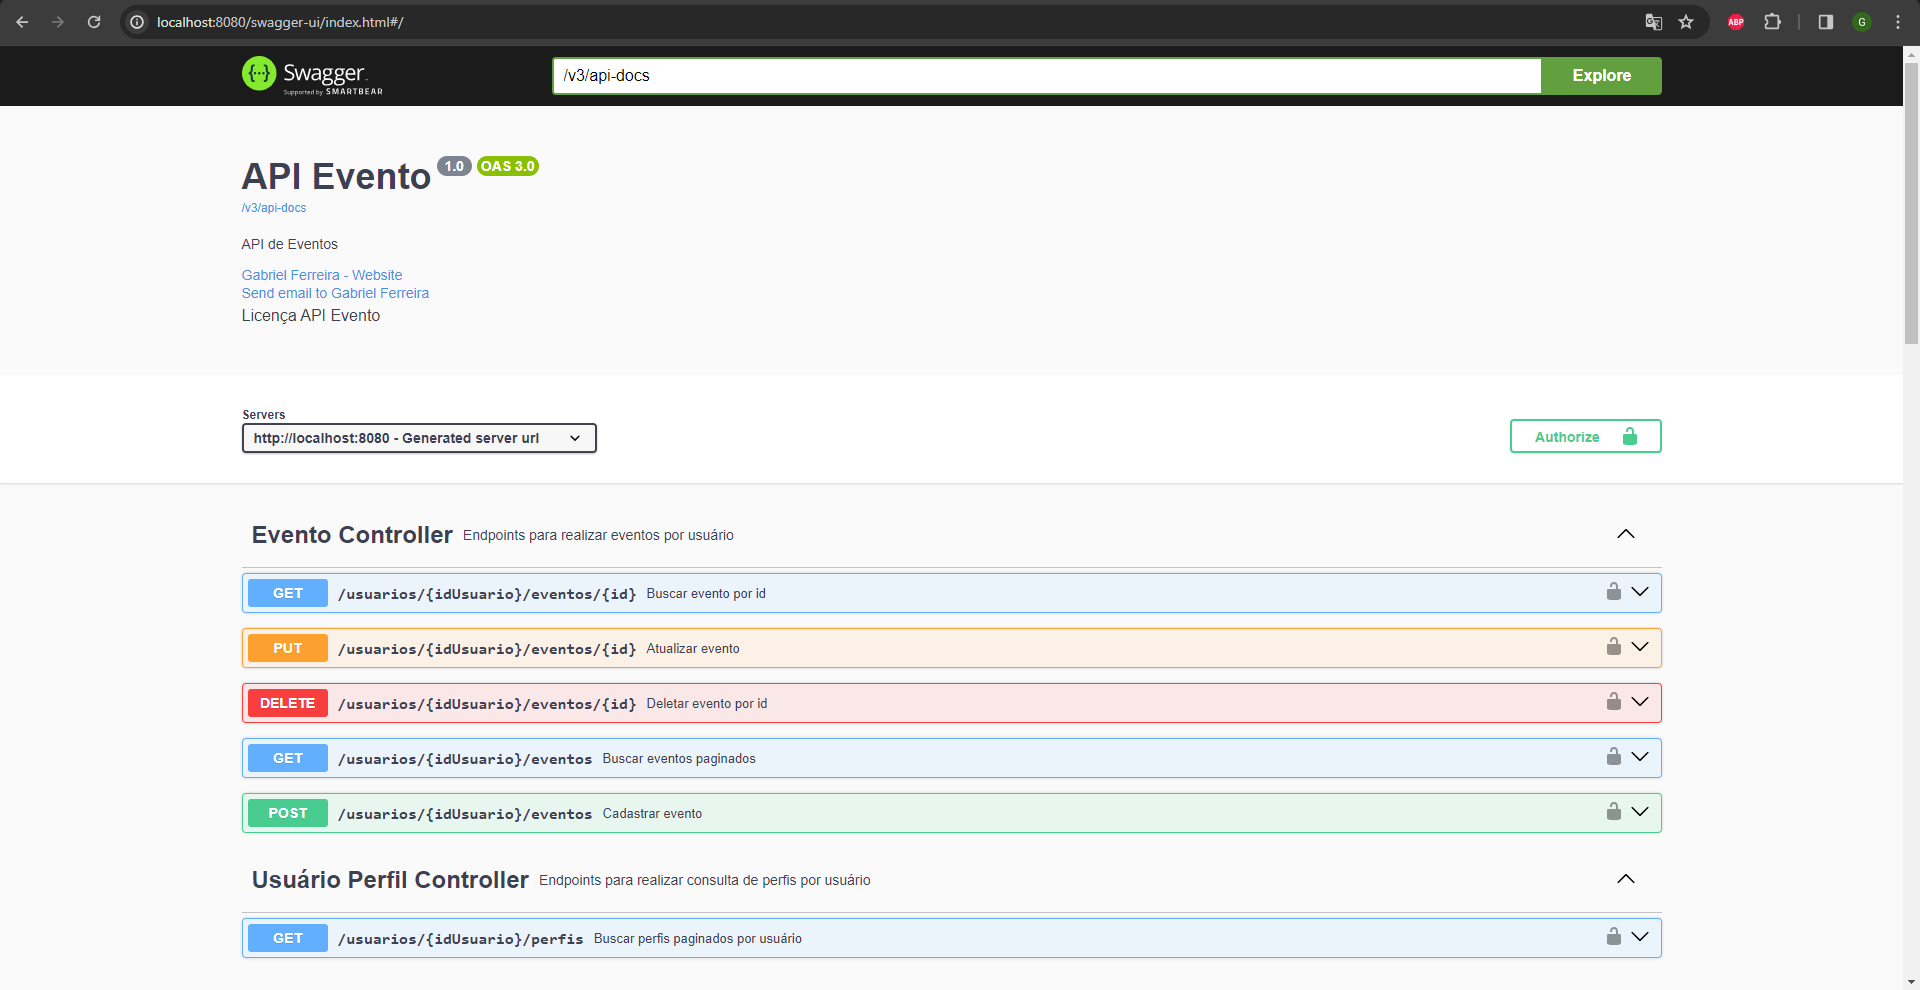 localhost:8080/swagger-ui/index.html#/
ABP
G
Swagger
Supported by SMARTBEAR
/v3/api-docs
Explore
API Evento 1.0 OAS 3.0
/v3/api-docs
API de Eventos
Gabriel Ferreira - Website
Send email to Gabriel Ferreira
Licença API Evento
Servers
http://localhost:8080 - Generated server url
Authorize
Evento Controller Endpoints para realizar eventos por usuário
GET /usuarios/{idUsuario}/eventos/{id} Buscar evento por id
PUT /usuarios/{idUsuario}/eventos/{id} Atualizar evento
DELETE /usuarios/{idUsuario}/eventos/{id} Deletar evento por id
GET /usuarios/{idUsuario}/eventos Buscar eventos paginados
POST /usuarios/{idUsuario}/eventos Cadastrar evento
Usuário Perfil Controller Endpoints para realizar consulta de perfis por usuário
GET /usuarios/{idUsuario}/perfis Buscar perfis paginados por usuário